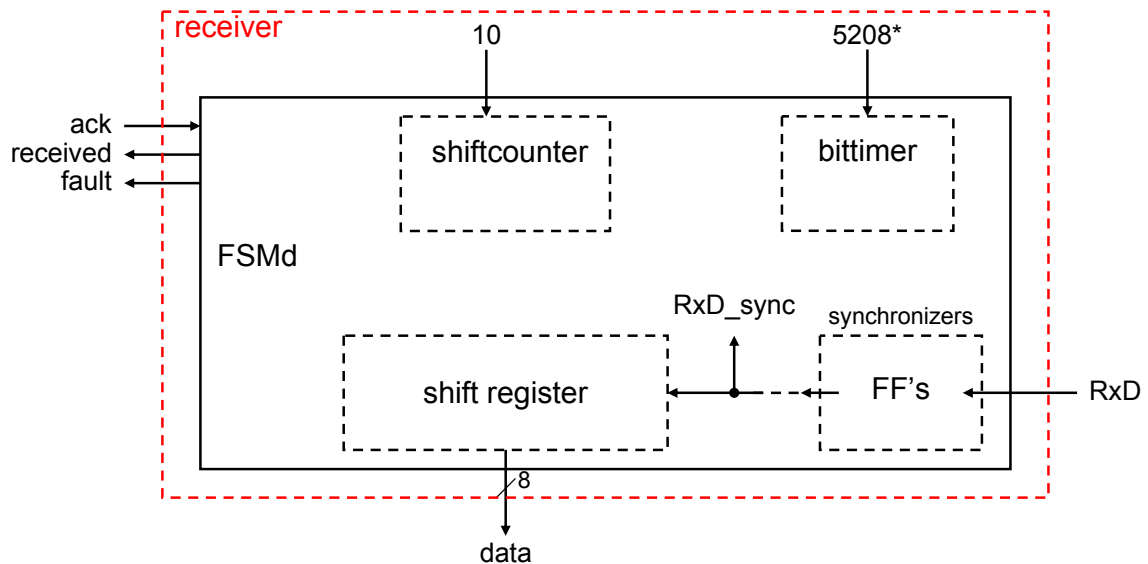 receiver
10
5208*
ack
received
fault
shiftcounter
bittimer
FSMd
RxD_sync
synchronizers
shift register
FF's
RxD
8
data